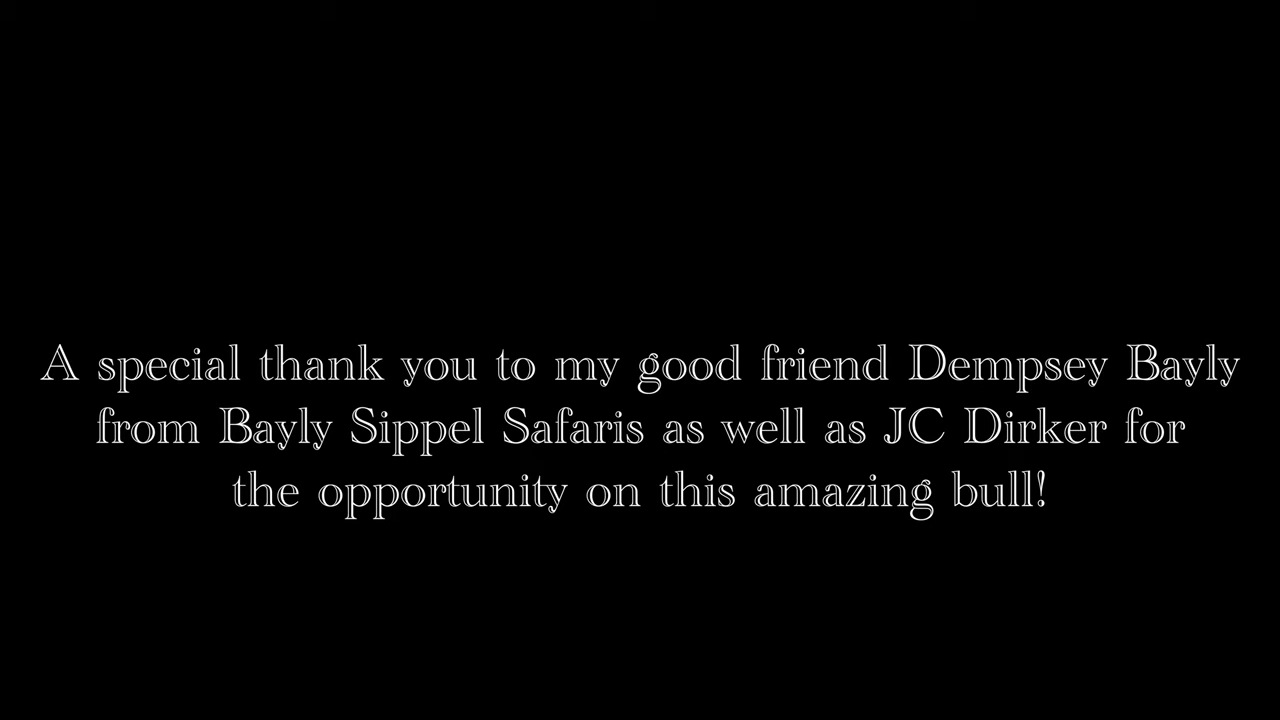 A special thank you to my good friend Dempsey Bayly
from Bayly Sippel Safaris as well as JC Dirker for
the opportunity on this amazing bull!